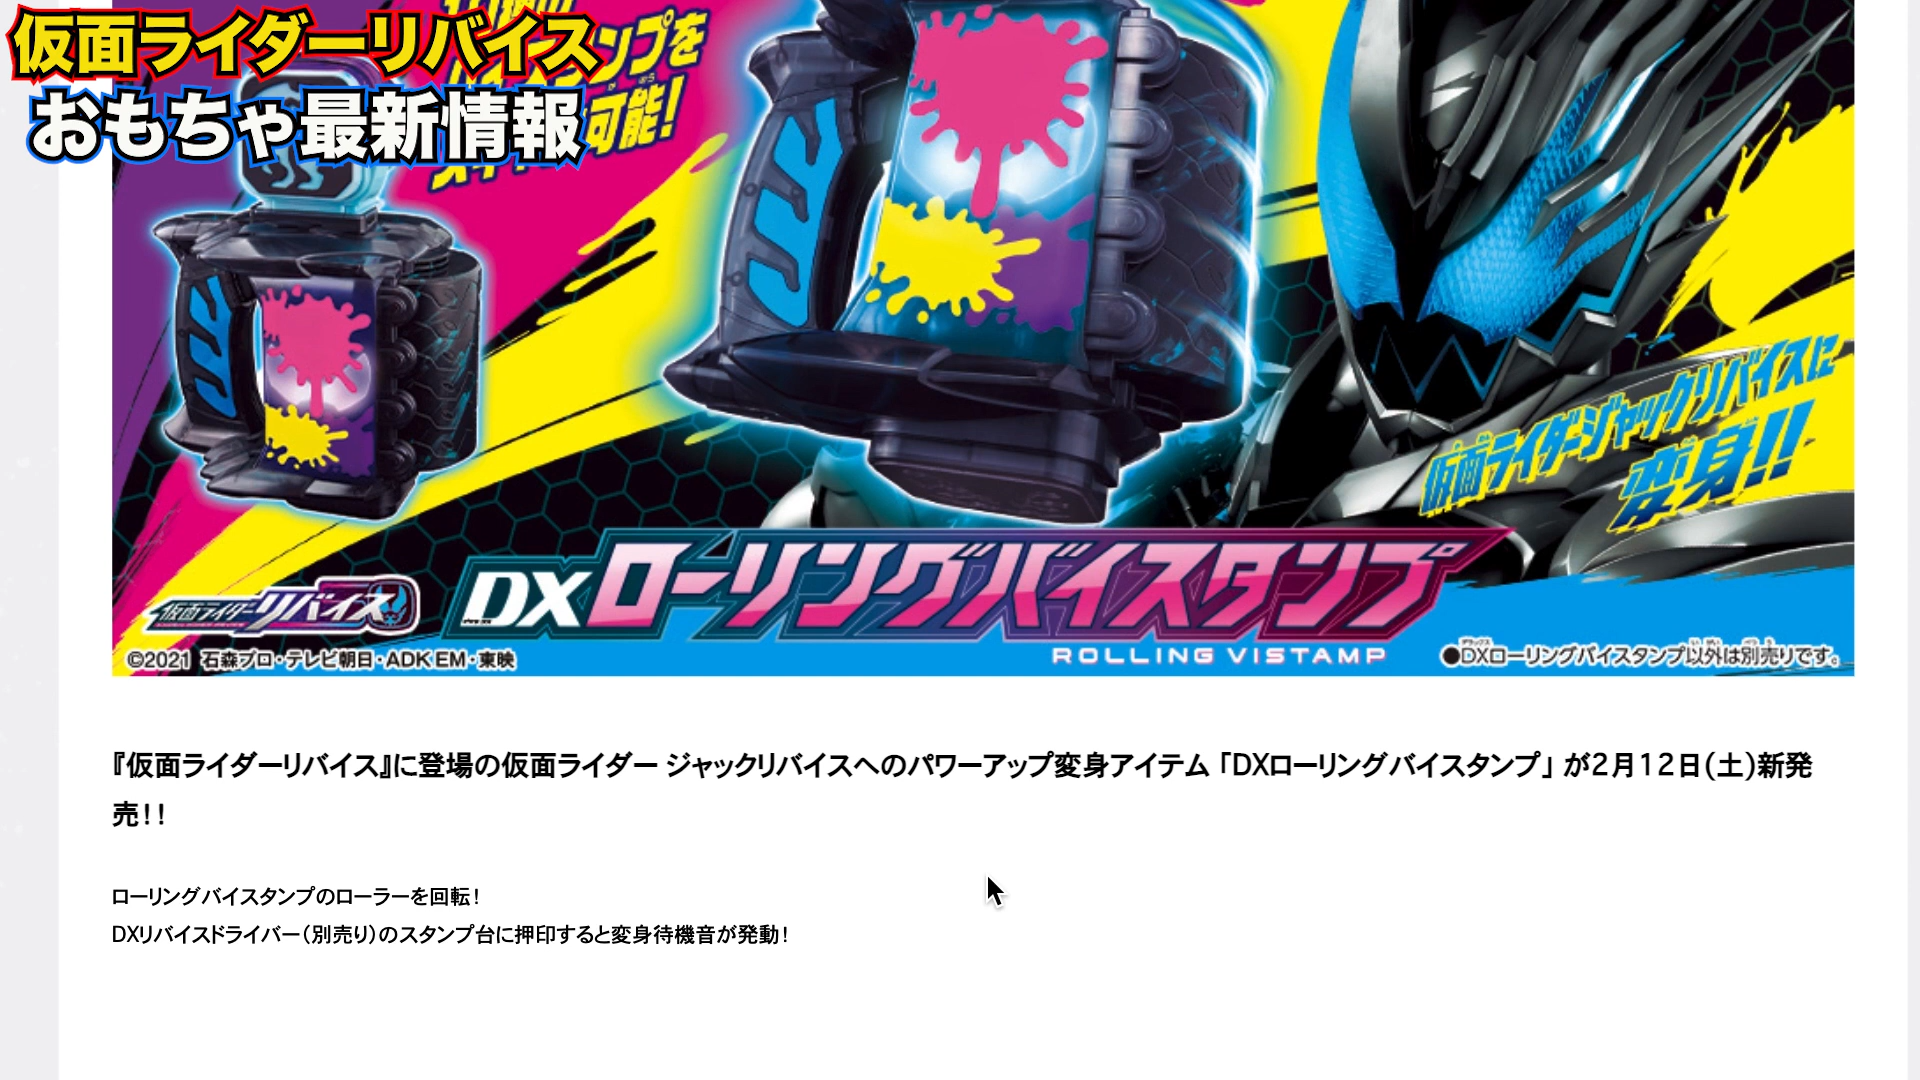 仮面ライダーリバイス
おもちゃ最新情報
ンプを
可能!
仮面ライダージャックリバイスに
変身!!
仮面ライダーリバイス
DXローリングバイスタンプ
ROLLING VISTAMP
©2021 石森プロ・テレビ朝日・ADK EM・東映
●DXローリングバイスタンプ以外は別売りです。
『仮面ライダーリバイス』に登場の仮面ライダー ジャックリバイスへのパワーアップ変身アイテム「DXローリングバイスタンプ」が2月12日(土)新発
売!!
ローリングバイスタンプのローラーを回転!
DXリバイスドライバー(別売り)のスタンプ台に押印すると変身待機音が発動!